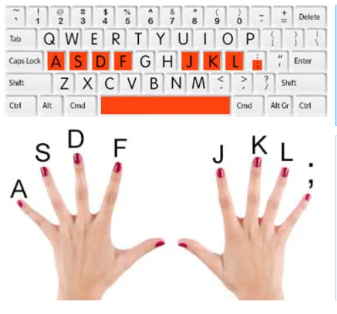 ~ ` ! 1 @ 2 # 3 $ 4 % 5 ^ 6 & 7 * 8 ( 9 ) 0 _ - + = Delete
Tab Q W E R T Y U I O P { [ } ] | \
Caps Lock A S D F G H J K L : ; " ' Enter
Shift Z X C V B N M < , > . ? / Shift
Ctrl Alt Cmd Cmd Alt Gr Ctrl
A S D F J K L ;